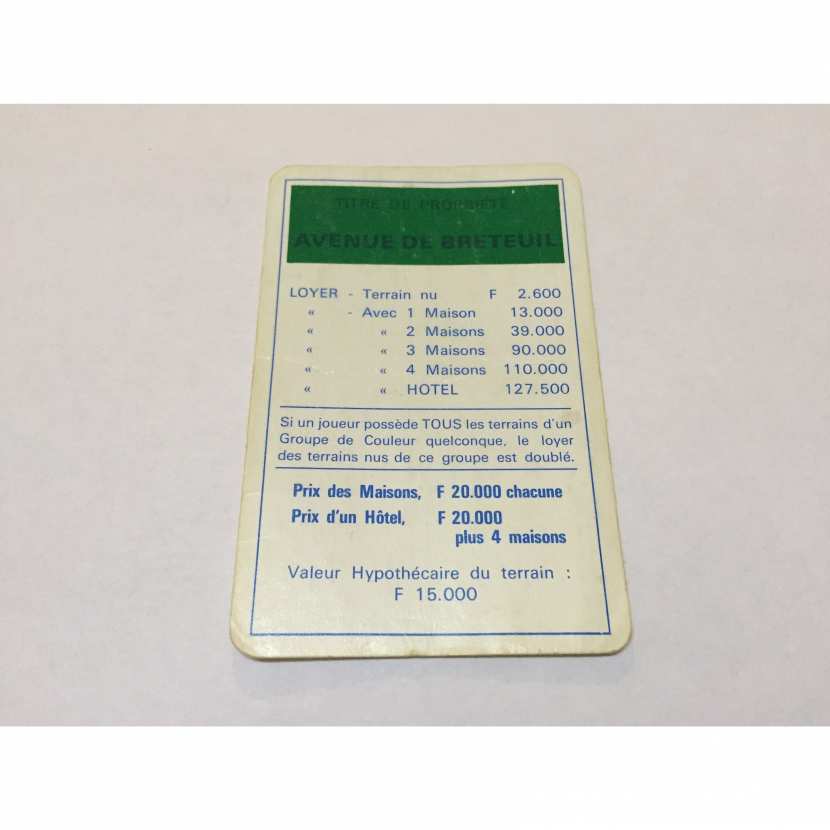 TITRE DE PROPRIÉTÉ
AVENUE DE BRETEUIL
LOYER - Terrain nu F 2.600
« - Avec 1 Maison 13.000
« « 2 Maisons 39.000
« « 3 Maisons 90.000
« « 4 Maisons 110.000
« « HOTEL 127.500
Si un joueur possède TOUS les terrains d'un
Groupe de Couleur quelconque, le loyer
des terrains nus de ce groupe est doublé.
Prix des Maisons, F 20.000 chacune
Prix d'un Hôtel, F 20.000
plus 4 maisons
Valeur Hypothécaire du terrain :
F 15.000